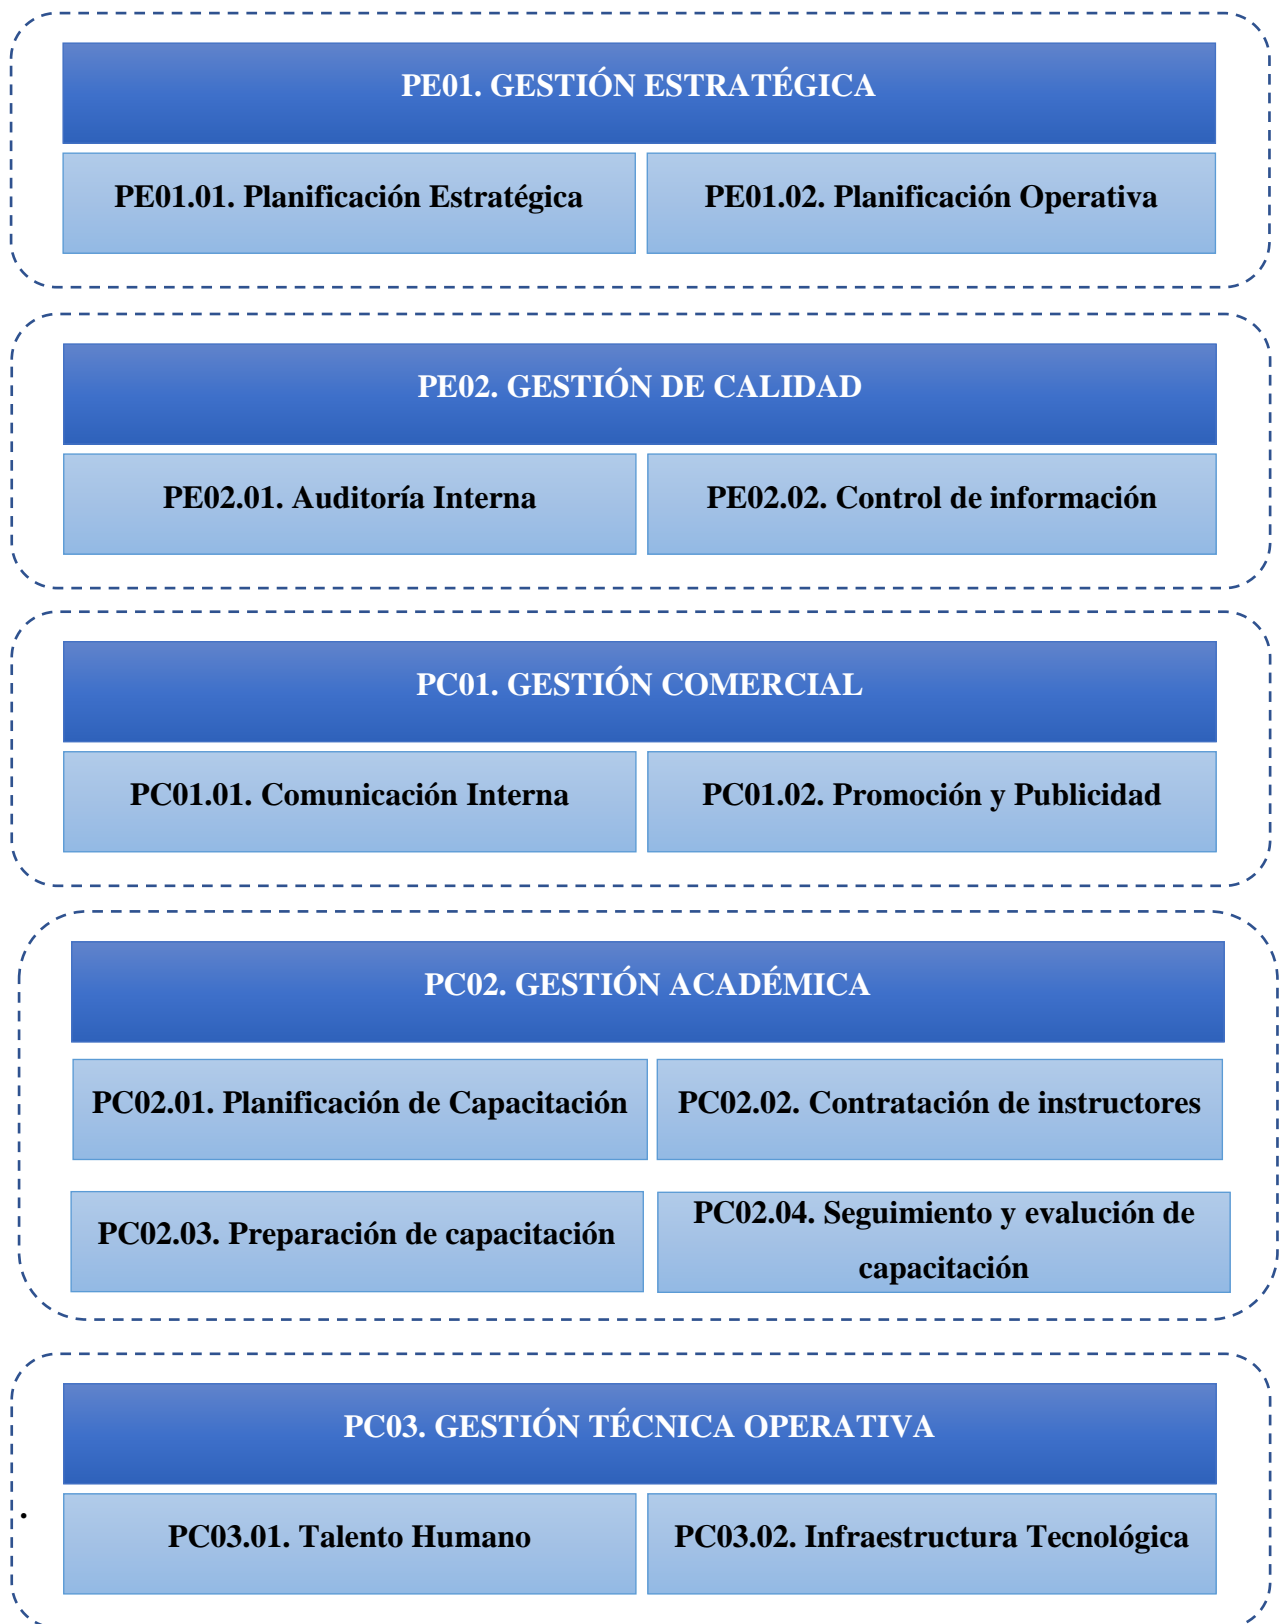 PE01. GESTIÓN ESTRATÉGICA
PE01.01. Planificación Estratégica
PE01.02. Planificación Operativa
PE02. GESTIÓN DE CALIDAD
PE02.01. Auditoría Interna
PE02.02. Control de información
PC01. GESTIÓN COMERCIAL
PC01.01. Comunicación Interna
PC01.02. Promoción y Publicidad
PC02. GESTIÓN ACADÉMICA
PC02.01. Planificación de Capacitación
PC02.02. Contratación de instructores
PC02.03. Preparación de capacitación
PC02.04. Seguimiento y evalución de
capacitación
PC03. GESTIÓN TÉCNICA OPERATIVA
.
PC03.01. Talento Humano
PC03.02. Infraestructura Tecnológica